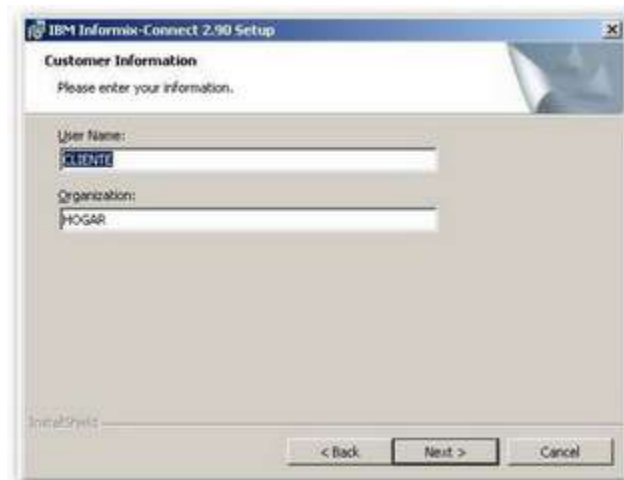 IBM Informix-Connect 2.90 Setup
Customer Information
Please enter your information.
User Name:
CLIENTE
Organization:
HOGAR
InstallShield
< Back Next > Cancel